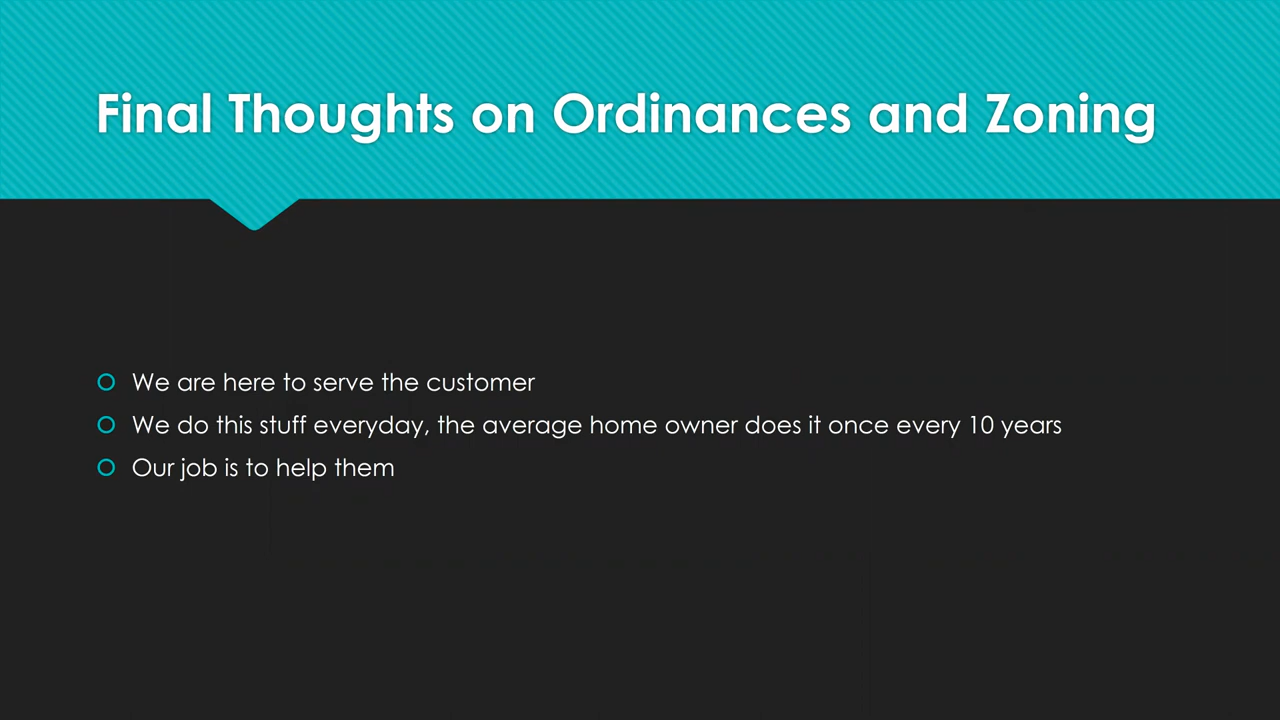 Final Thoughts on Ordinances and Zoning
We are here to serve the customer
We do this stuff everyday, the average home owner does it once every 10 years
Our job is to help them